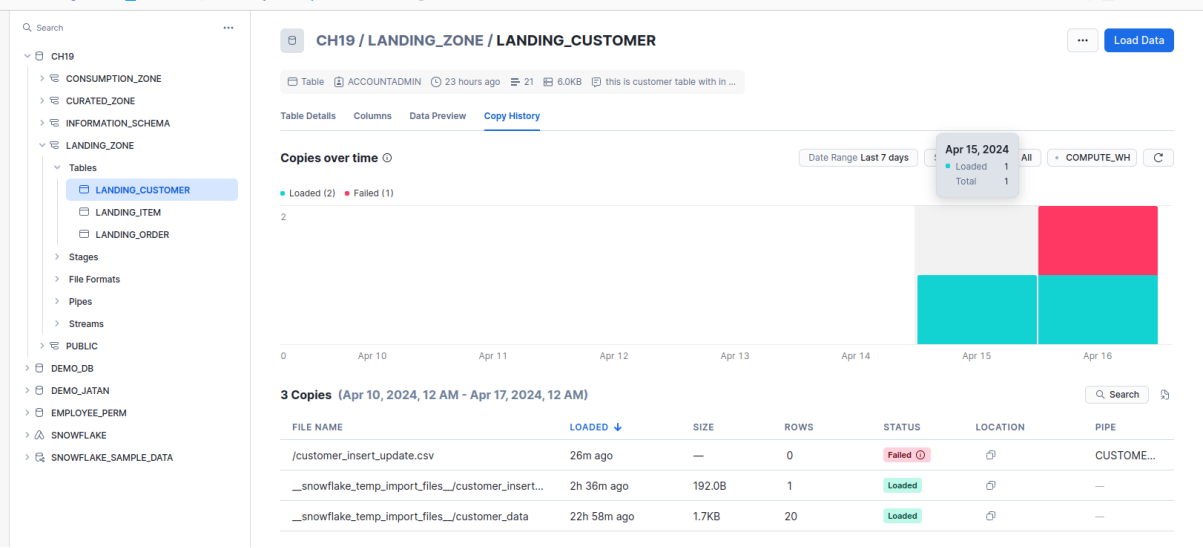 Search
...
CH19
CONSUMPTION_ZONE
CURATED_ZONE
INFORMATION_SCHEMA
LANDING_ZONE
Tables
LANDING_CUSTOMER
LANDING_ITEM
LANDING_ORDER
Stages
File Formats
Pipes
Streams
PUBLIC
DEMO_DB
DEMO_JATAN
EMPLOYEE_PERM
SNOWFLAKE
SNOWFLAKE_SAMPLE_DATA
CH19 / LANDING_ZONE / LANDING_CUSTOMER
... Load Data
Table ACCOUNTADMIN 23 hours ago 21 6.0KB this is customer table with in ...
Table Details Columns Data Preview Copy History
Copies over time
Date Range Last 7 days All COMPUTE_WH
Apr 15, 2024
Loaded 1
Total 1
Loaded (2) Failed (1)
2
0 Apr 10 Apr 11 Apr 12 Apr 13 Apr 14 Apr 15 Apr 16
3 Copies (Apr 10, 2024, 12 AM - Apr 17, 2024, 12 AM)
Search
FILE NAME LOADED SIZE ROWS STATUS LOCATION PIPE
/customer_insert_update.csv 26m ago — 0 Failed CUSTOME...
__snowflake_temp_import_files__/customer_insert... 2h 36m ago 192.0B 1 Loaded —
__snowflake_temp_import_files__/customer_data 22h 58m ago 1.7KB 20 Loaded —